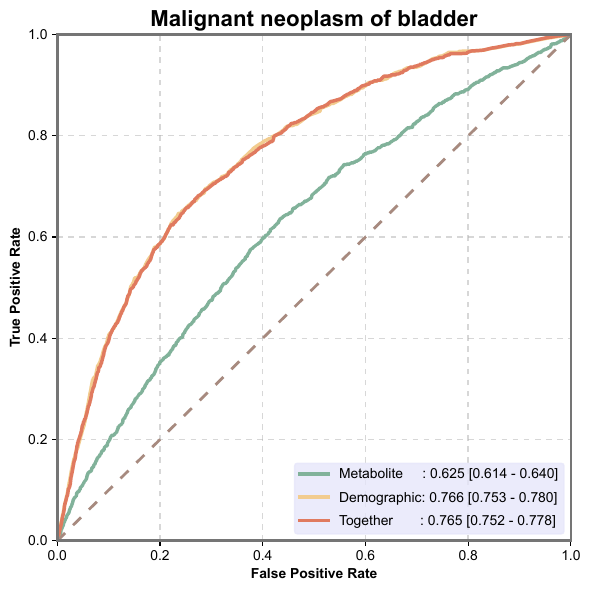 Malignant neoplasm of bladder
1.0
0.8
0.6
0.4
0.2
0.0
True Positive Rate
Metabolite : 0.625 [0.614 - 0.640]
Demographic: 0.766 [0.753 - 0.780]
Together : 0.765 [0.752 - 0.778]
0.0 0.2 0.4 0.6 0.8 1.0
False Positive Rate